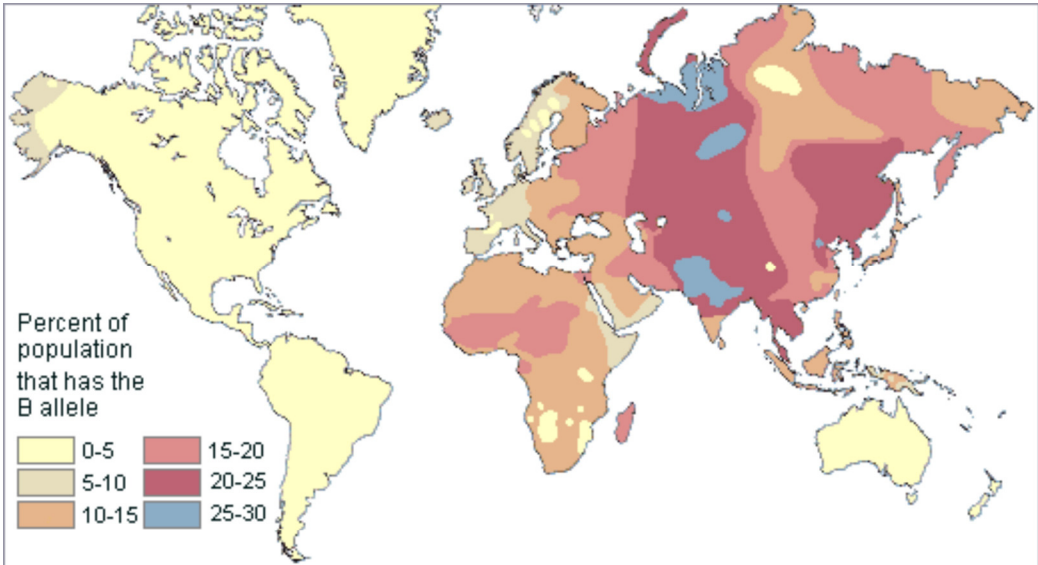 Percent of
population
that has the
B allele
0-5
15-20
5-10
20-25
10-15
25-30